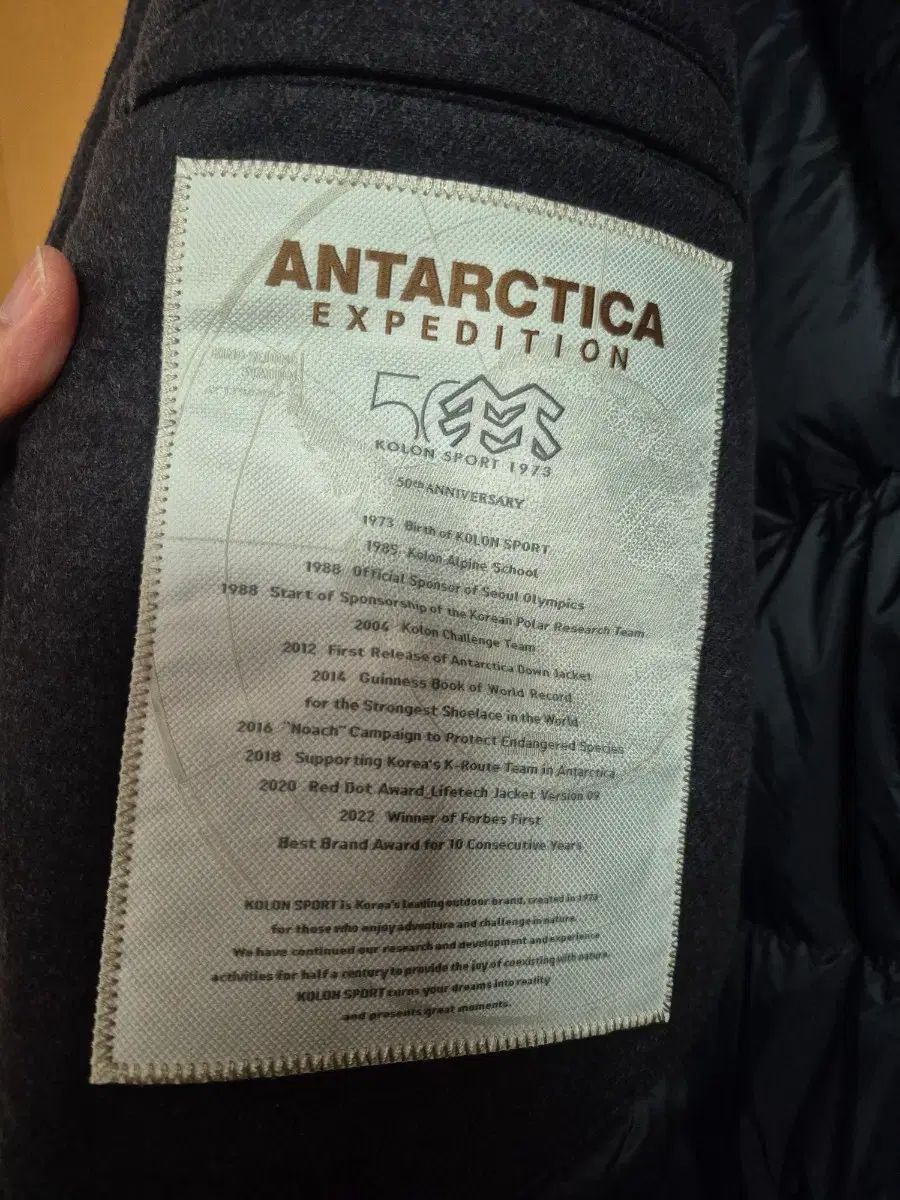 ANTARCTICA
EXPEDITION
50
KOLON SPORT 1973
50th ANNIVERSARY
1973 Birth of KOLON SPORT
1985 Kolon Alpine School
1988 Official Sponsor of Seoul Olympics
1988 Start of Sponsorship of the Korean Polar Research Team
2004 Kolon Challenge Team
2012 First Release of Antarctica Down Jacket
2014 Guinness Book of World Record
for the Strongest Shoelace in the World
2016 "Noach" Campaign to Protect Endangered Species
2018 Supporting Korea's K-Route Team in Antarctica
2020 Red Dot Award_Lifetech Jacket Version 09
2022 Winner of Forbes First
Best Brand Award for 10 Consecutive Years
KOLON SPORT is Korea's leading outdoor brand, created in 1973
for those who enjoy adventure and challenge in nature.
We have continued our research and development and experience
activities for half a century to provide the joy of coexisting with nature.
KOLON SPORT turns your dreams into reality
and presents great moments.